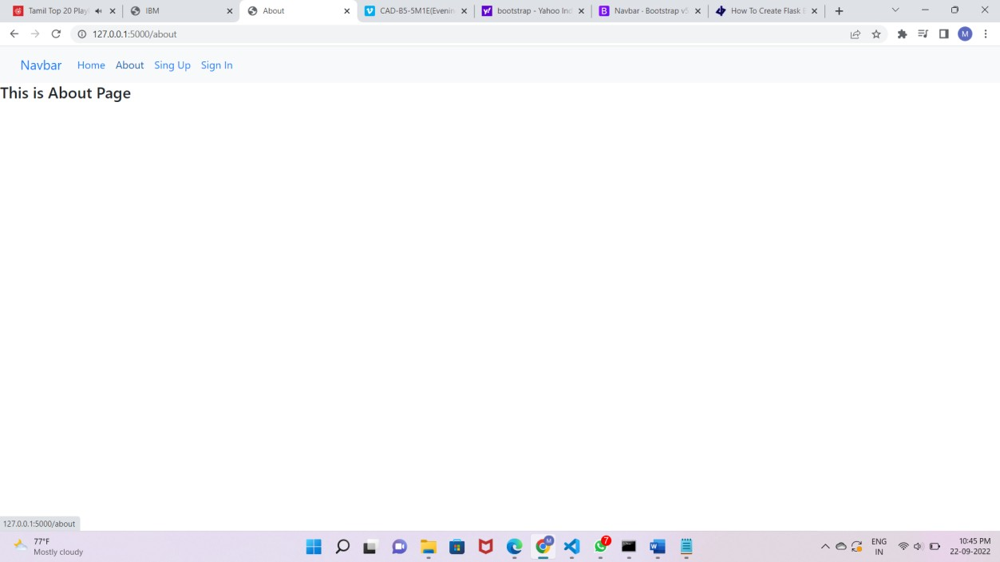 Tamil Top 20 Play
IBM
About
CAD-B5-5M1E(Evenin
bootstrap - Yahoo Ind
Navbar - Bootstrap v5
How To Create Flask
127.0.0.1:5000/about
M
Navbar
Home
About
Sing Up
Sign In
This is About Page
127.0.0.1:5000/about
77°F
Mostly cloudy
M
7
ENG
IN
10:45 PM
22-09-2022